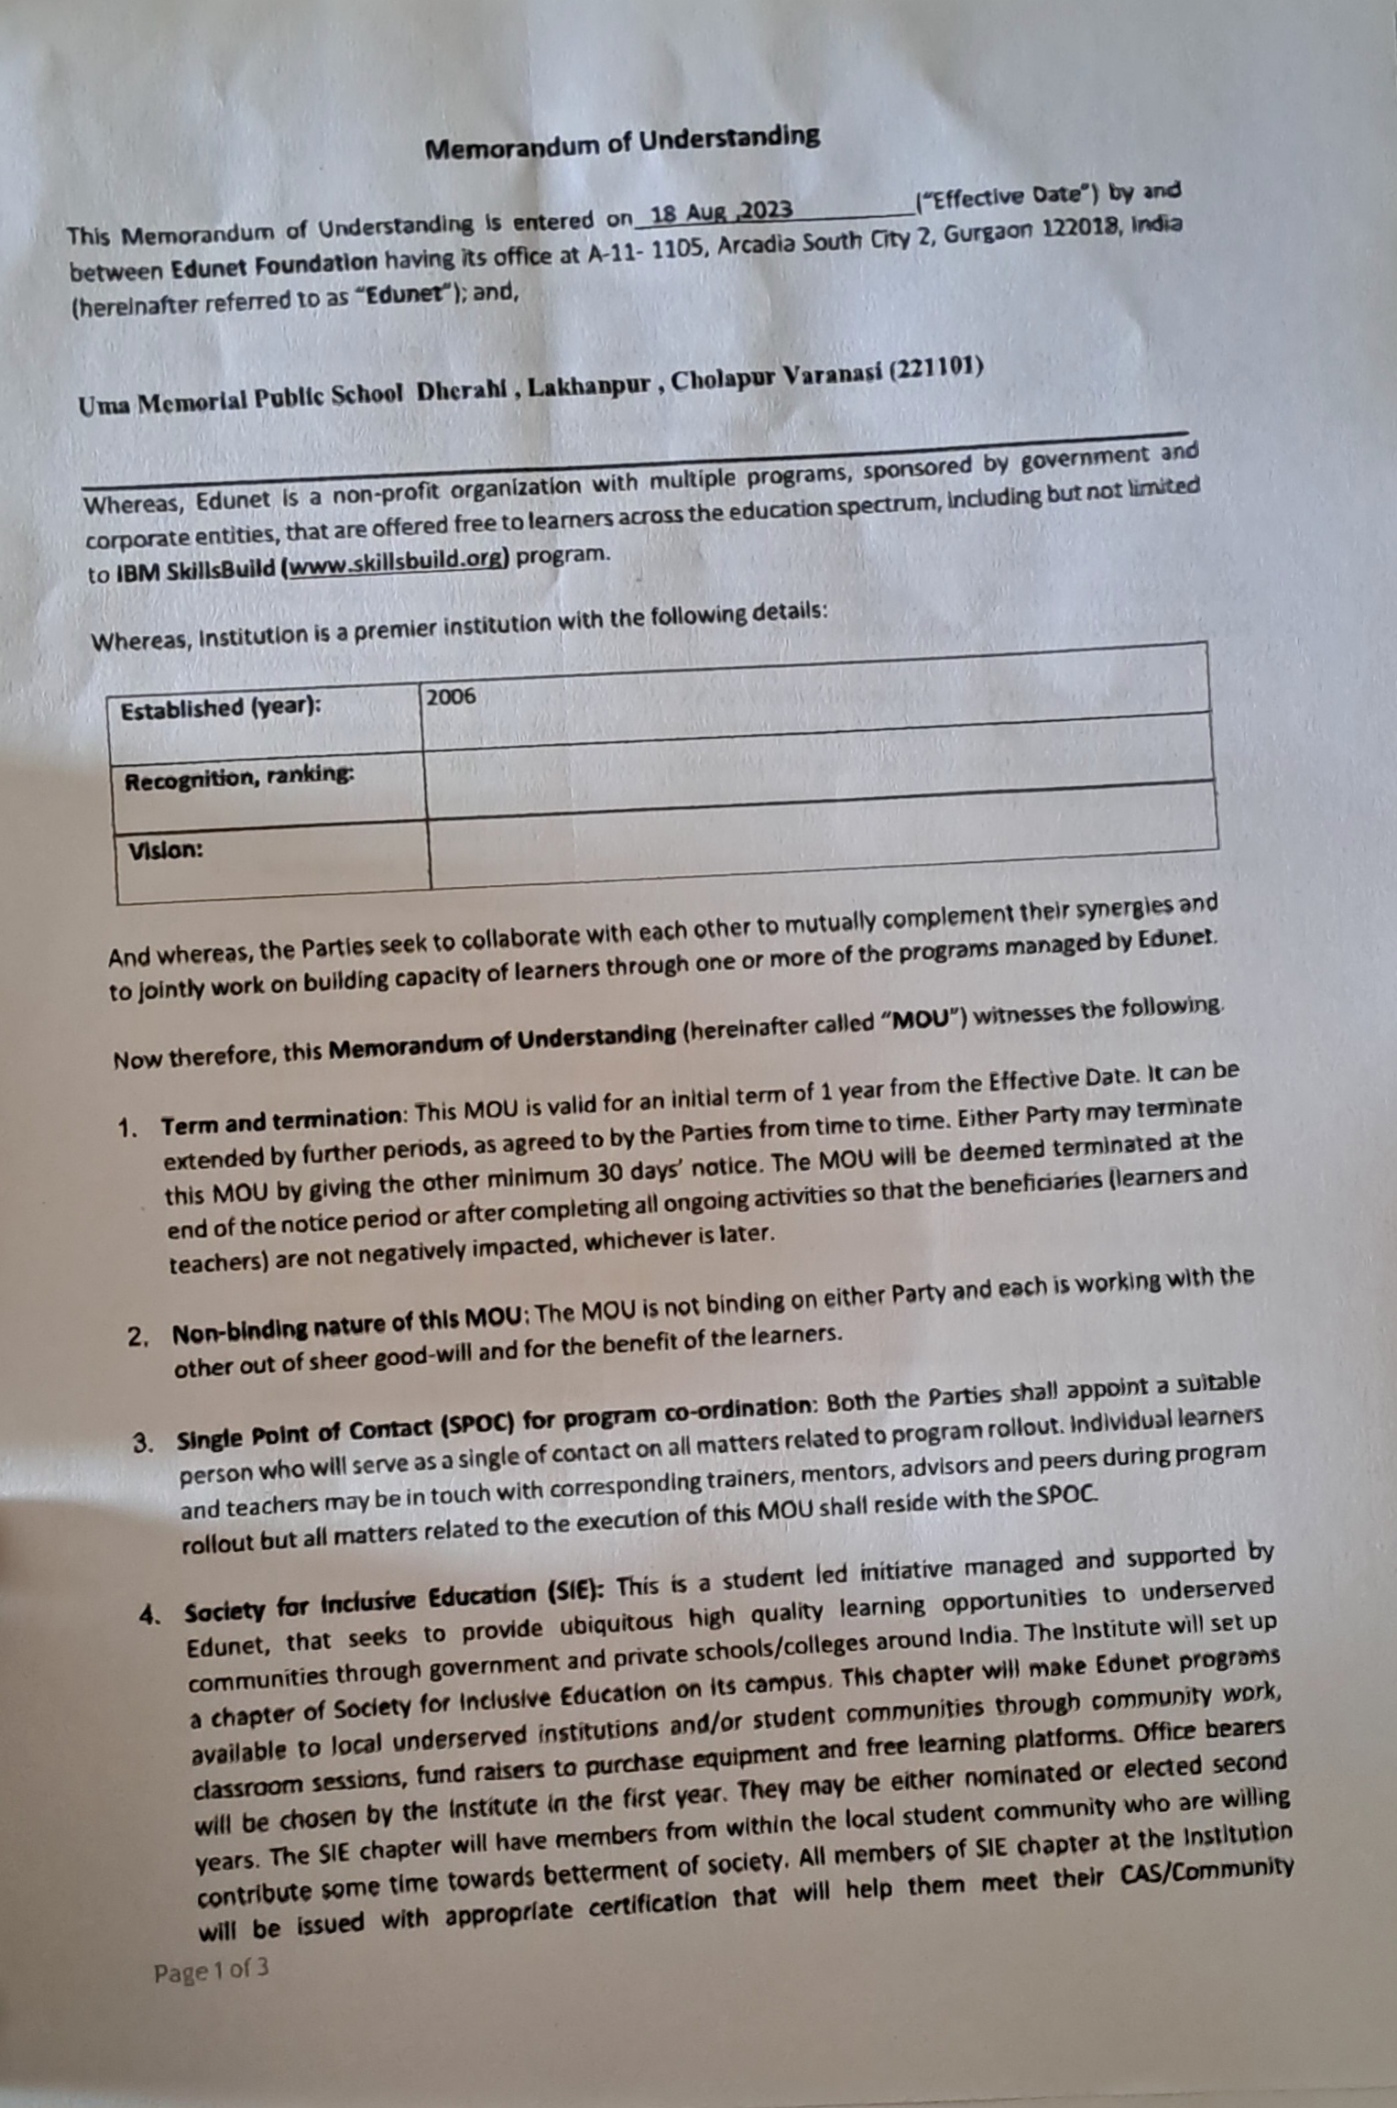 Memorandum of Understanding
This Memorandum of Understanding is entered on 18 Aug ,2023 ("Effective Date") by and
between Edunet Foundation having its office at A-11- 1105, Arcadia South City 2, Gurgaon 122018, India
(hereinafter referred to as "Edunet"); and,
Uma Memorial Public School Dherahi , Lakhanpur , Cholapur Varanasi (221101)
Whereas, Edunet is a non-profit organization with multiple programs, sponsored by government and
corporate entities, that are offered free to learners across the education spectrum, including but not limited
to IBM SkillsBuild (www.skillsbuild.org) program.
Whereas, Institution is a premier institution with the following details:
Established (year): 2006
Recognition, ranking:
Vision:
And whereas, the Parties seek to collaborate with each other to mutually complement their synergies and
to jointly work on building capacity of learners through one or more of the programs managed by Edunet.
Now therefore, this Memorandum of Understanding (hereinafter called "MOU") witnesses the following.
1. Term and termination: This MOU is valid for an initial term of 1 year from the Effective Date. It can be
extended by further periods, as agreed to by the Parties from time to time. Either Party may terminate
this MOU by giving the other minimum 30 days' notice. The MOU will be deemed terminated at the
end of the notice period or after completing all ongoing activities so that the beneficiaries (learners and
teachers) are not negatively impacted, whichever is later.
2. Non-binding nature of this MOU: The MOU is not binding on either Party and each is working with the
other out of sheer good-will and for the benefit of the learners.
3. Single Point of Contact (SPOC) for program co-ordination: Both the Parties shall appoint a suitable
person who will serve as a single of contact on all matters related to program rollout. Individual learners
and teachers may be in touch with corresponding trainers, mentors, advisors and peers during program
rollout but all matters related to the execution of this MOU shall reside with the SPOC.
4. Society for Inclusive Education (SIE): This is a student led initiative managed and supported by
Edunet, that seeks to provide ubiquitous high quality learning opportunities to underserved
communities through government and private schools/colleges around India. The Institute will set up
a chapter of Society for Inclusive Education on its campus. This chapter will make Edunet programs
available to local underserved institutions and/or student communities through community work,
classroom sessions, fund raisers to purchase equipment and free learning platforms. Office bearers
will be chosen by the Institute in the first year. They may be either nominated or elected second
years. The SIE chapter will have members from within the local student community who are willing
contribute some time towards betterment of society. All members of SIE chapter at the Institution
will be issued with appropriate certification that will help them meet their CAS/Community
Page 1 of 3